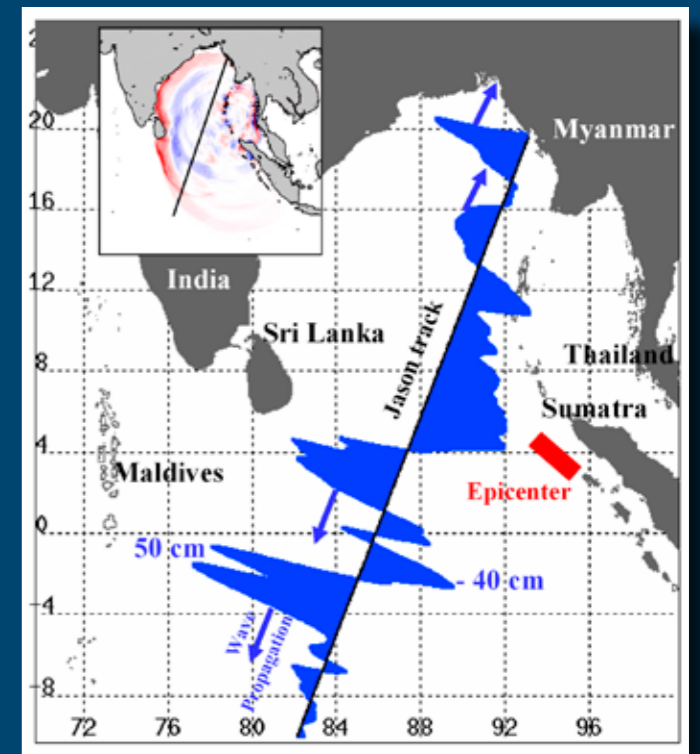 2
20
Myanmar
16
India
12
Sri Lanka
Jason track
8
Thailand
Sumatra
4
Maldives
Epicenter
0
50 cm
- 40 cm
-4
Wave
Propagation
-8
72
76
80
84
88
92
96